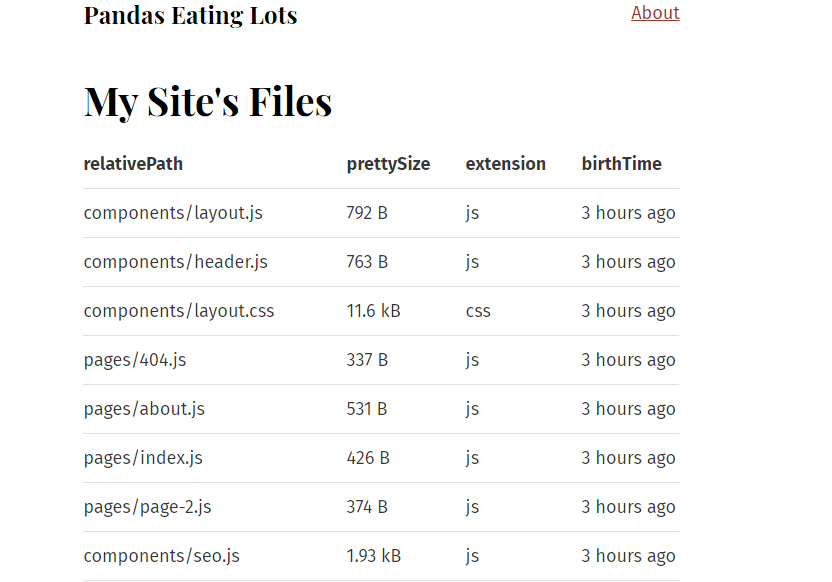 Pandas Eating Lots About
My Site's Files
relativePath prettySize extension birthTime
components/layout.js 792 B js 3 hours ago
components/header.js 763 B js 3 hours ago
components/layout.css 11.6 kB css 3 hours ago
pages/404.js 337 B js 3 hours ago
pages/about.js 531 B js 3 hours ago
pages/index.js 426 B js 3 hours ago
pages/page-2.js 374 B js 3 hours ago
components/seo.js 1.93 kB js 3 hours ago